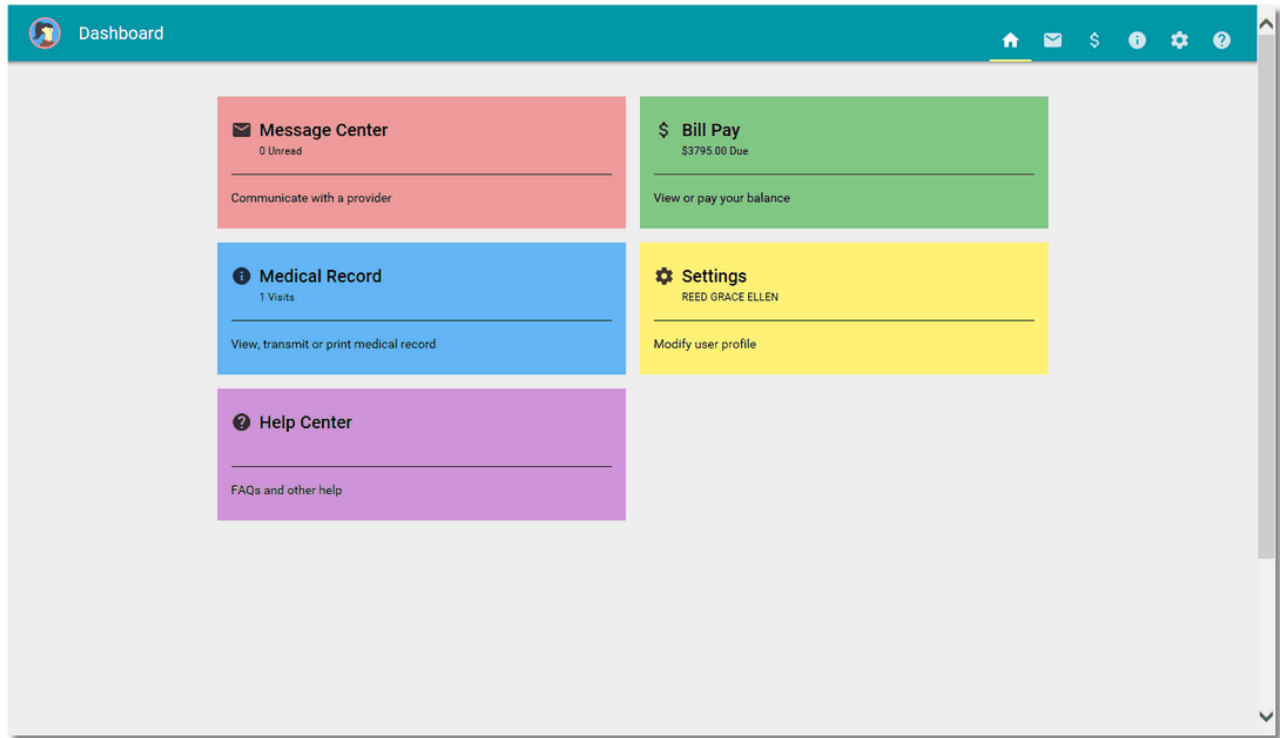 Dashboard
Message Center
0 Unread
Communicate with a provider
$ Bill Pay
$3795.00 Due
View or pay your balance
Medical Record
1 Visits
View, transmit or print medical record
Settings
REED GRACE ELLEN
Modify user profile
Help Center
FAQs and other help